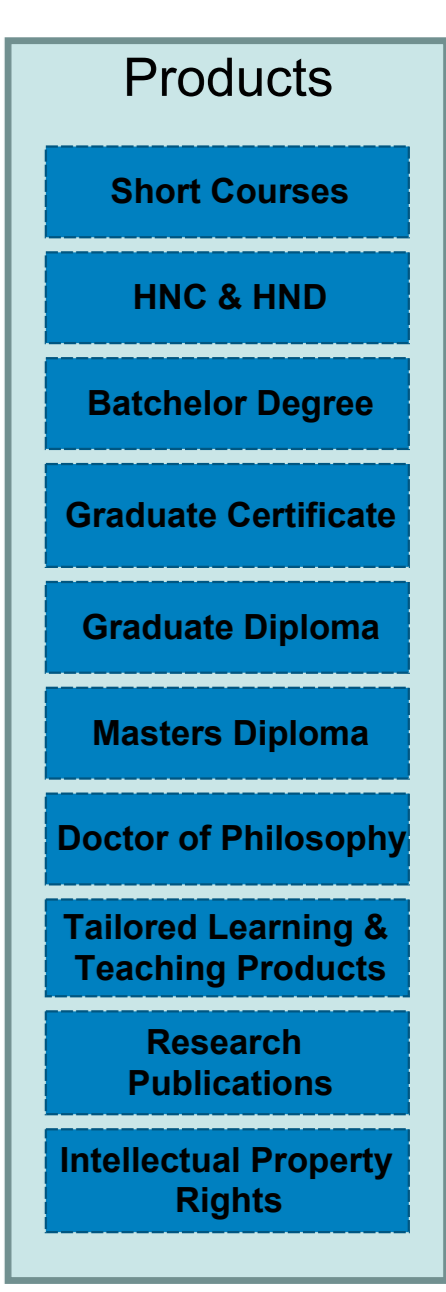 Products
Short Courses
HNC & HND
Batchelor Degree
Graduate Certificate
Graduate Diploma
Masters Diploma
Doctor of Philosophy
Tailored Learning &
Teaching Products
Research
Publications
Intellectual Property
Rights